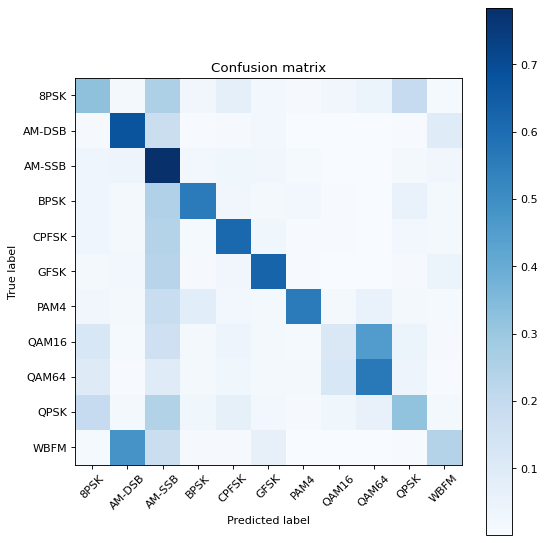 Confusion matrix
True label
8PSK
AM-DSB
AM-SSB
BPSK
CPFSK
GFSK
PAM4
QAM16
QAM64
QPSK
WBFM
8PSK
AM-DSB
AM-SSB
BPSK
CPFSK
GFSK
PAM4
QAM16
QAM64
QPSK
WBFM
Predicted label
0.7
0.6
0.5
0.4
0.3
0.2
0.1